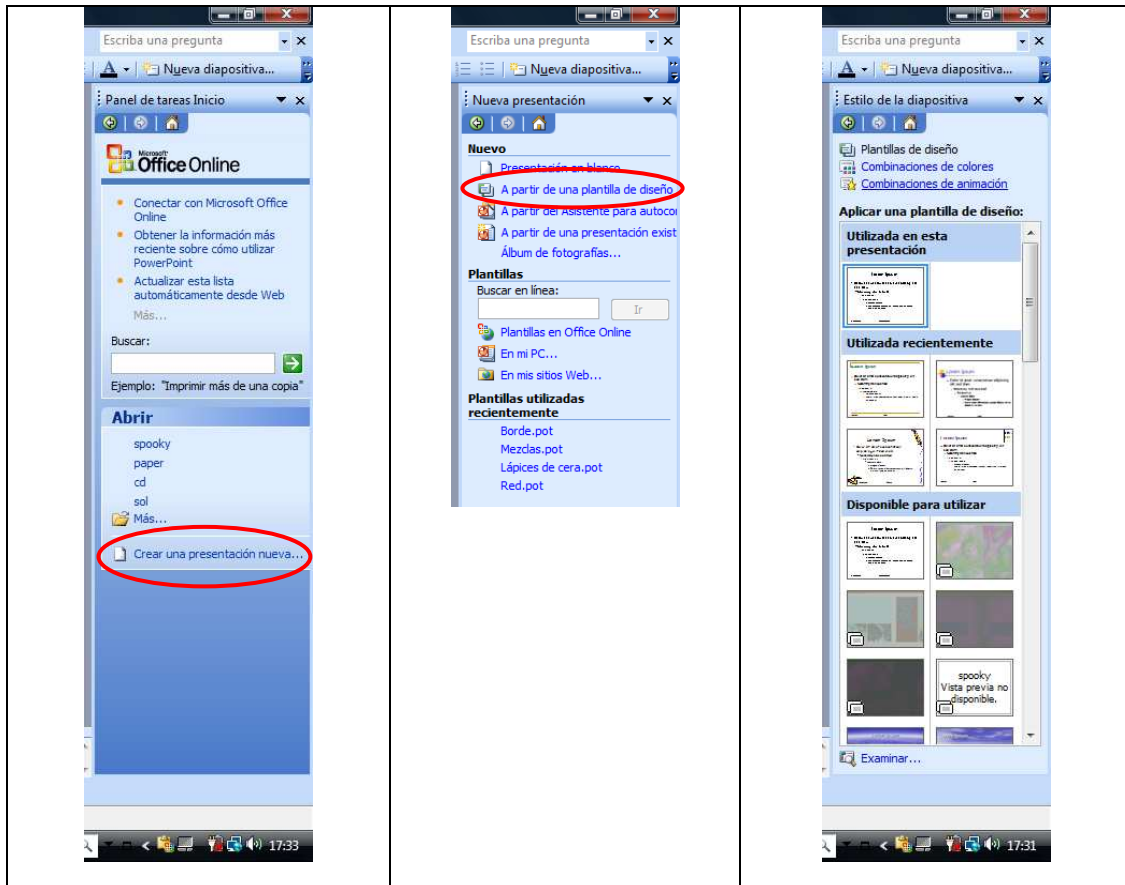 Escriba una pregunta
A
Nueva diapositiva...
Panel de tareas Inicio
Microsoft
Office Online
Conectar con Microsoft Office
Online
Obtener la información más
reciente sobre cómo utilizar
PowerPoint
Actualizar esta lista
automáticamente desde Web
Más...
Buscar:
Ejemplo: "Imprimir más de una copia"
Abrir
spooky
paper
cd
sol
Más...
Crear una presentación nueva...
17:33
Escriba una pregunta
Nueva diapositiva...
Nueva presentación
Nuevo
Presentación en blanco
A partir de una plantilla de diseño
A partir del Asistente para autocon
A partir de una presentación exist
Álbum de fotografías...
Plantillas
Buscar en línea:
Ir
Plantillas en Office Online
En mi PC...
En mis sitios Web...
Plantillas utilizadas
recientemente
Borde.pot
Mezclas.pot
Lápices de cera.pot
Red.pot
Escriba una pregunta
A
Nueva diapositiva...
Estilo de la diapositiva
Plantillas de diseño
Combinaciones de colores
Combinaciones de animación
Aplicar una plantilla de diseño:
Utilizada en esta
presentación
Utilizada recientemente
Disponible para utilizar
spooky
Vista previa no
disponible.
Examinar...
17:31